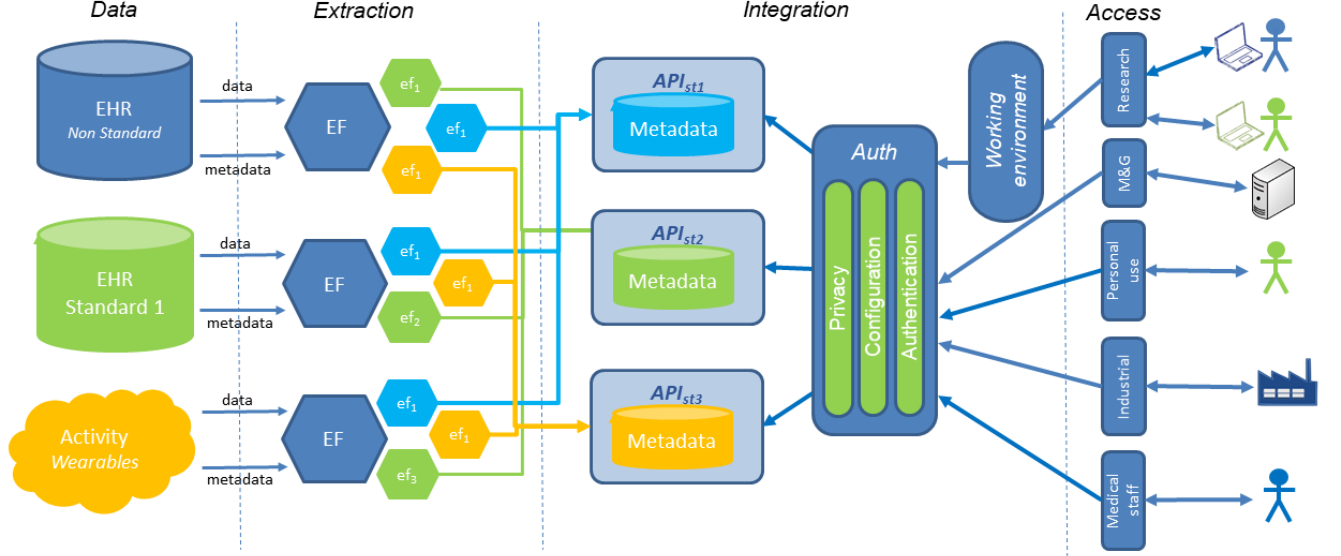 Data
Extraction
Integration
Access
EHR
Non Standard
data
metadata
EF
ef1
ef1
ef1
EHR
Standard 1
data
metadata
EF
ef1
ef1
ef2
Activity
Wearables
data
metadata
EF
ef1
ef1
ef3
APIst1
Metadata
APIst2
Metadata
APIst3
Metadata
Auth
Privacy
Configuration
Authentication
Working
environment
Research
M&G
Personal
use
Industrial
Medical
staff